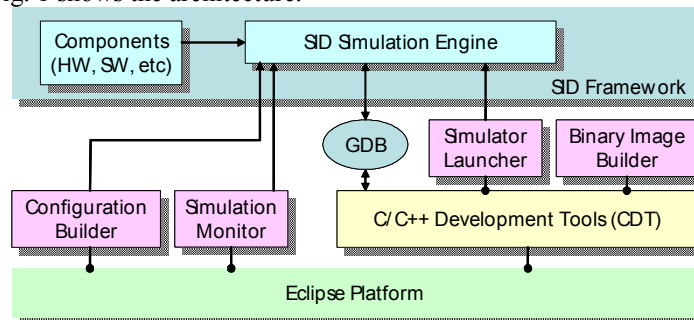 Fig. 1 shows the architecture.
Components
(HW, SW, etc)
SID Simulation Engine
SID Framework
GDB
Simulator
Launcher
Binary Image
Builder
Configuration
Builder
Simulation
Monitor
C/C++ Development Tools (CDT)
Eclipse Platform